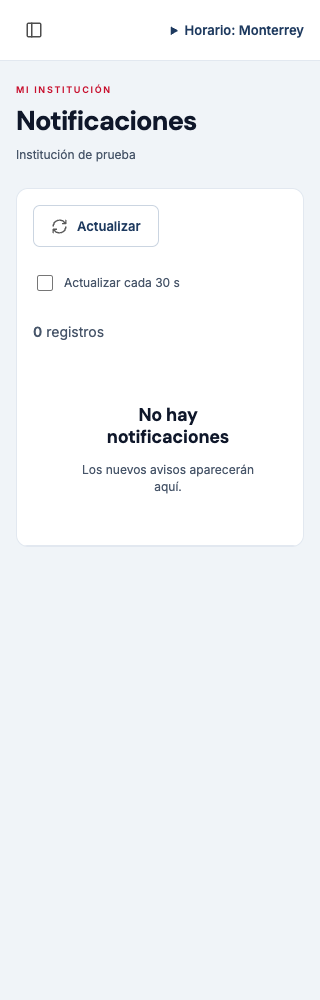 Horario: Monterrey
MI INSTITUCIÓN
Notificaciones
Institución de prueba
Actualizar
Actualizar cada 30 s
0 registros
No hay
notificaciones
Los nuevos avisos aparecerán
aquí.